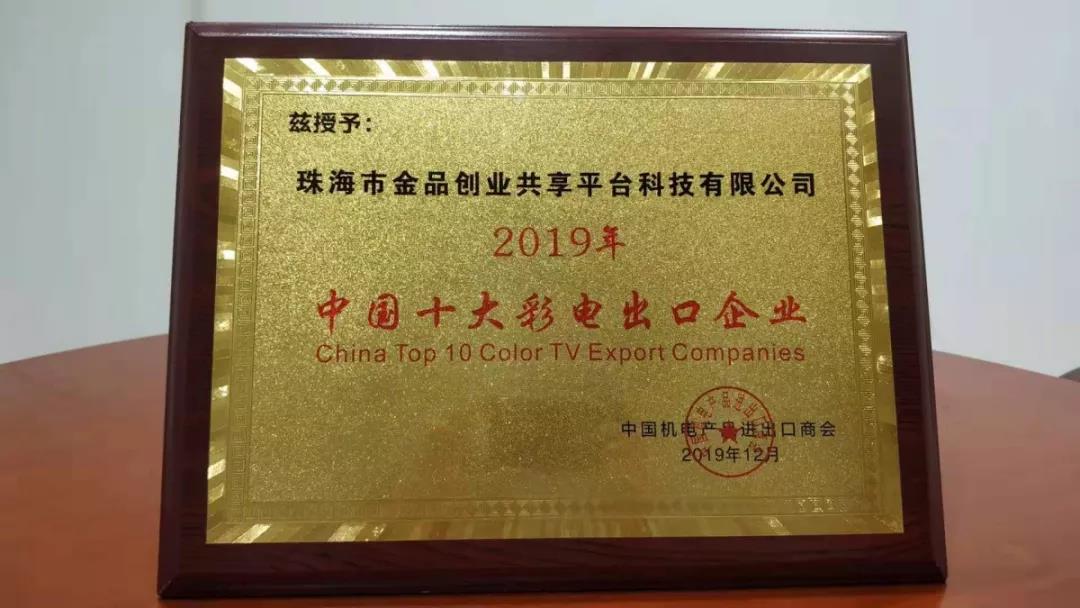 兹授予：
珠海市金品创业共享平台科技有限公司
2019年
中国十大彩电出口企业
China Top 10 Color TV Export Companies
中国机电产品进出口商会
2019年12月